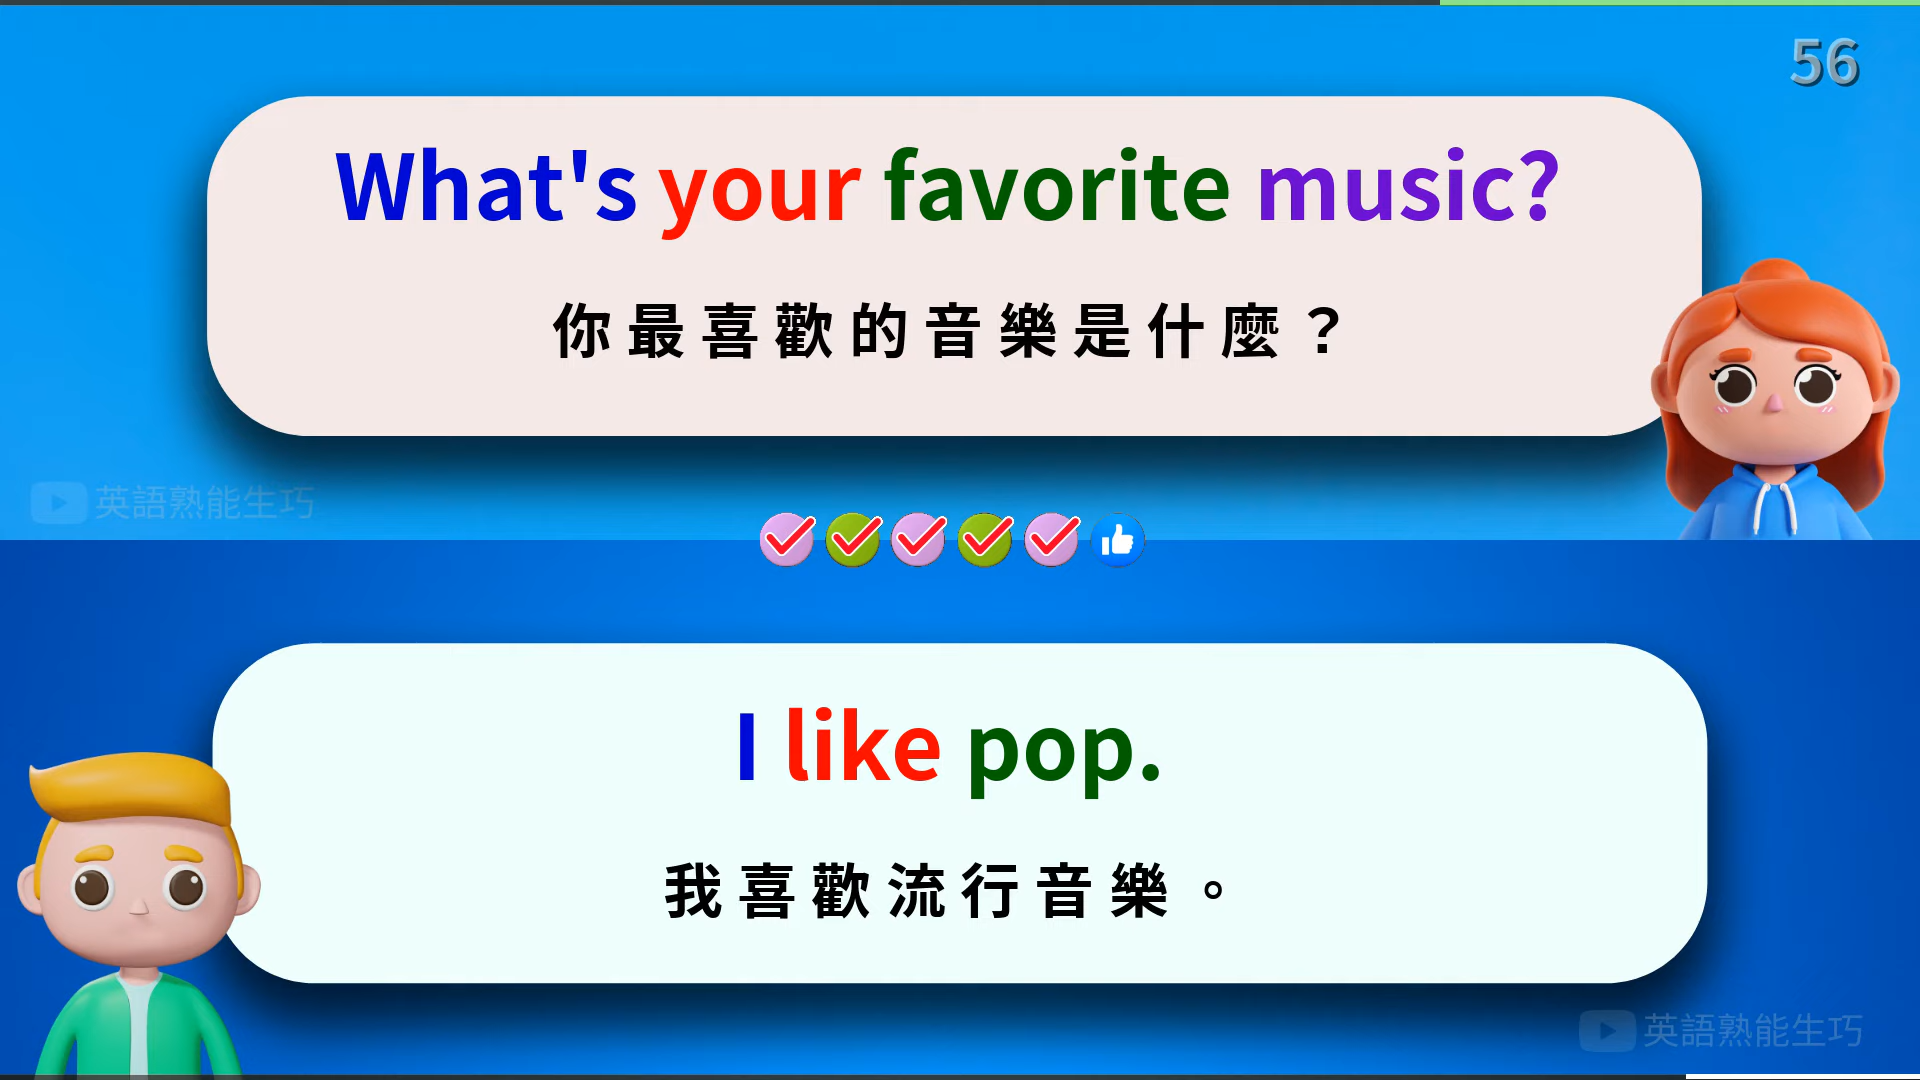 56
What's your favorite music?
你最喜歡的音樂是什麼？
英語熟能生巧
I like pop.
我喜歡流行音樂。
英語熟能生巧